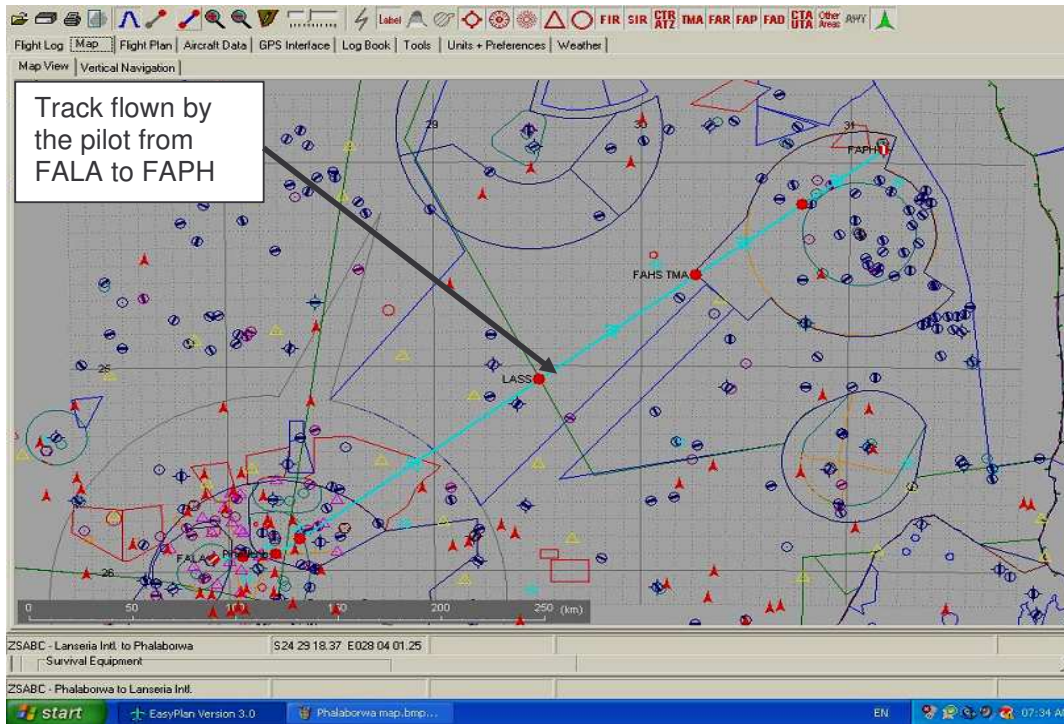 Label
FIR SIR CTR ATZ TMA FAR FAP FAD CTA UTA Other Areas AWY
Flight Log Map Flight Plan Aircraft Data GPS Interface Log Book Tools Units + Preferences Weather
Map View Vertical Navigation
Track flown by
the pilot from
FALA to FAPH
29
30
31
FAPH
FAHS TMA
25
LASS
26
FALA
0 50 100 150 200 250 (km)
ZSABC - Lanseria Intl. to Phalaborwa S24 29 18.37 E028 04 01.25
Survival Equipment
ZSABC - Phalaborwa to Lanseria Intl.
start EasyPlan Version 3.0 Phalaborwa map.bmp... EN 07:34 AM